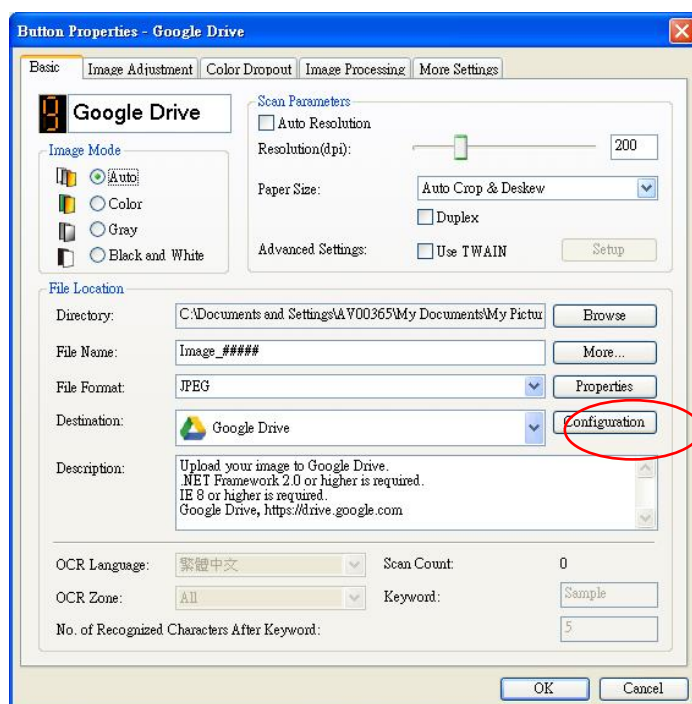 Button Properties - Google Drive
Basic Image Adjustment Color Dropout Image Processing More Settings
9 Google Drive
Image Mode
Auto
Color
Gray
Black and White
Scan Parameters
Auto Resolution
Resolution(dpi): 200
Paper Size: Auto Crop & Deskew
Duplex
Advanced Settings: Use TWAIN Setup
File Location
Directory: C:\Documents and Settings\AV00365\My Documents\My Pictur Browse
File Name: Image_##### More...
File Format: JPEG Properties
Destination: Google Drive Configuration
Description: Upload your image to Google Drive.
.NET Framework 2.0 or higher is required.
IE 8 or higher is required.
Google Drive, https://drive.google.com
OCR Language: 繁體中文 Scan Count: 0
OCR Zone: All Keyword: Sample
No. of Recognized Characters After Keyword: 5
OK Cancel